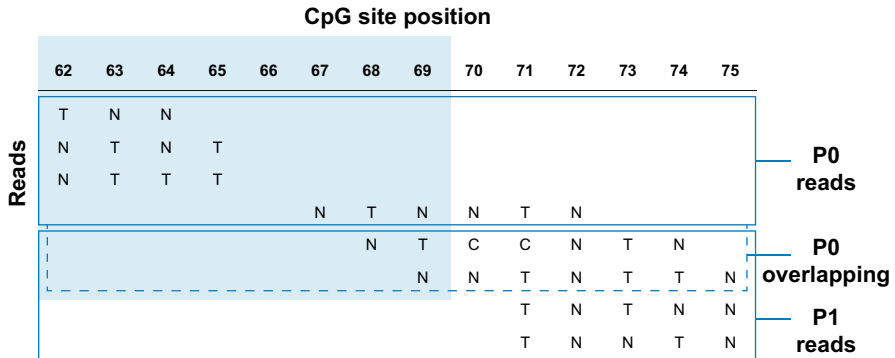 CpG site position
62 63 64 65 66 67 68 69 70 71 72 73 74 75
Reads
T N N
N T N T
N T T T
P0
reads
N T N N T N
N T C C N T N
P0
overlapping
N N T N T T N
T N T N N
P1
reads
T N N T N